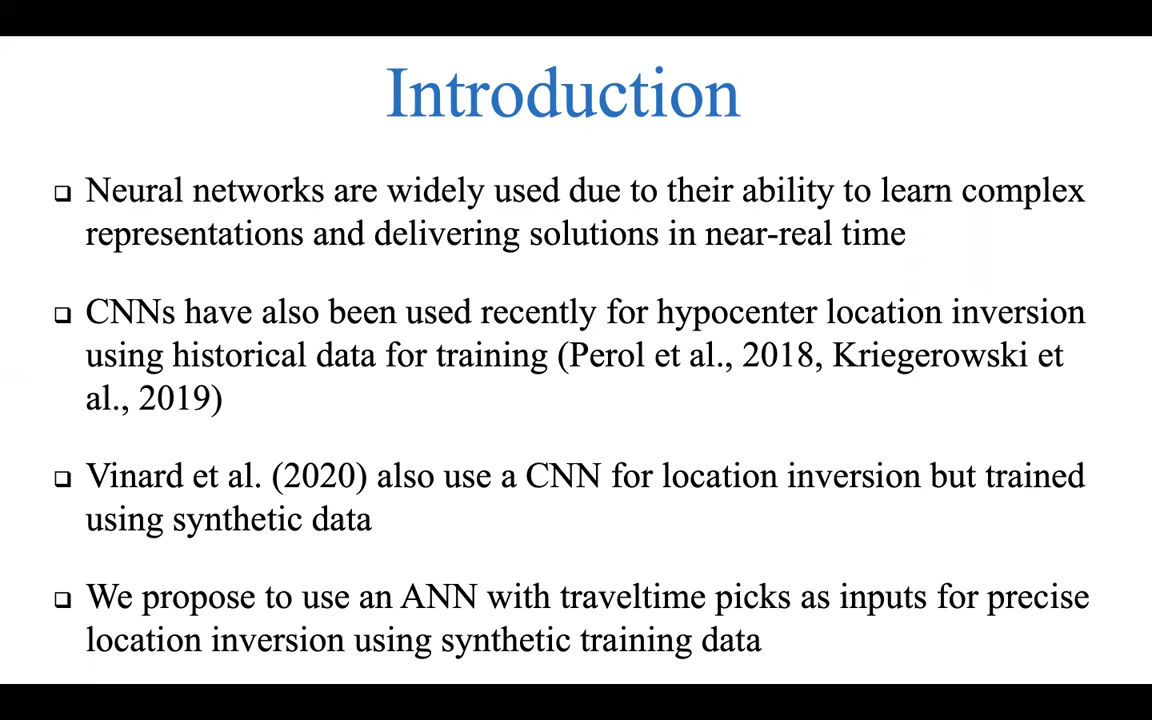 Introduction
❑ Neural networks are widely used due to their ability to learn complex
representations and delivering solutions in near-real time
❑ CNNs have also been used recently for hypocenter location inversion
using historical data for training (Perol et al., 2018, Kriegerowski et
al., 2019)
❑ Vinard et al. (2020) also use a CNN for location inversion but trained
using synthetic data
❑ We propose to use an ANN with traveltime picks as inputs for precise
location inversion using synthetic training data